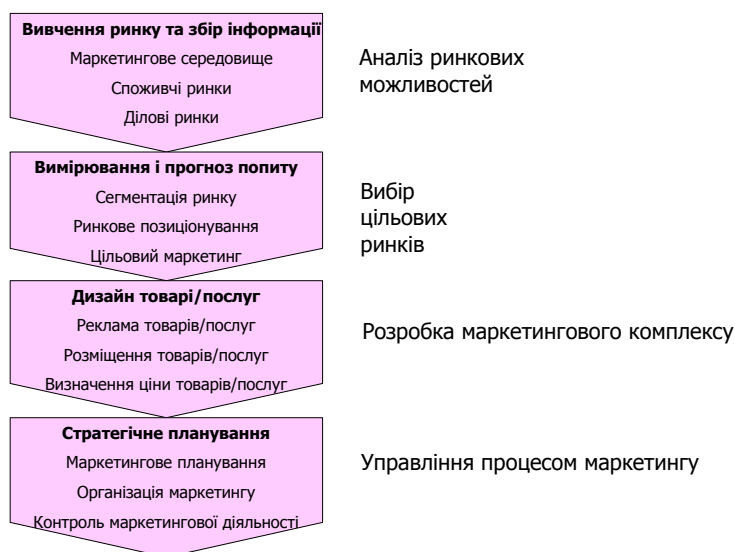 Вивчення ринку та збір інформації
Маркетингове середовище
Споживчі ринки
Ділові ринки
Аналіз ринкових
можливостей
Вимірювання і прогноз попиту
Сегментація ринку
Ринкове позиціонування
Цільовий маркетинг
Вибір
цільових
ринків
Дизайн товарі/послуг
Реклама товарів/послуг
Розміщення товарів/послуг
Визначення ціни товарів/послуг
Розробка маркетингового комплексу
Стратегічне планування
Маркетингове планування
Організація маркетингу
Контроль маркетингової діяльності
Управління процесом маркетингу